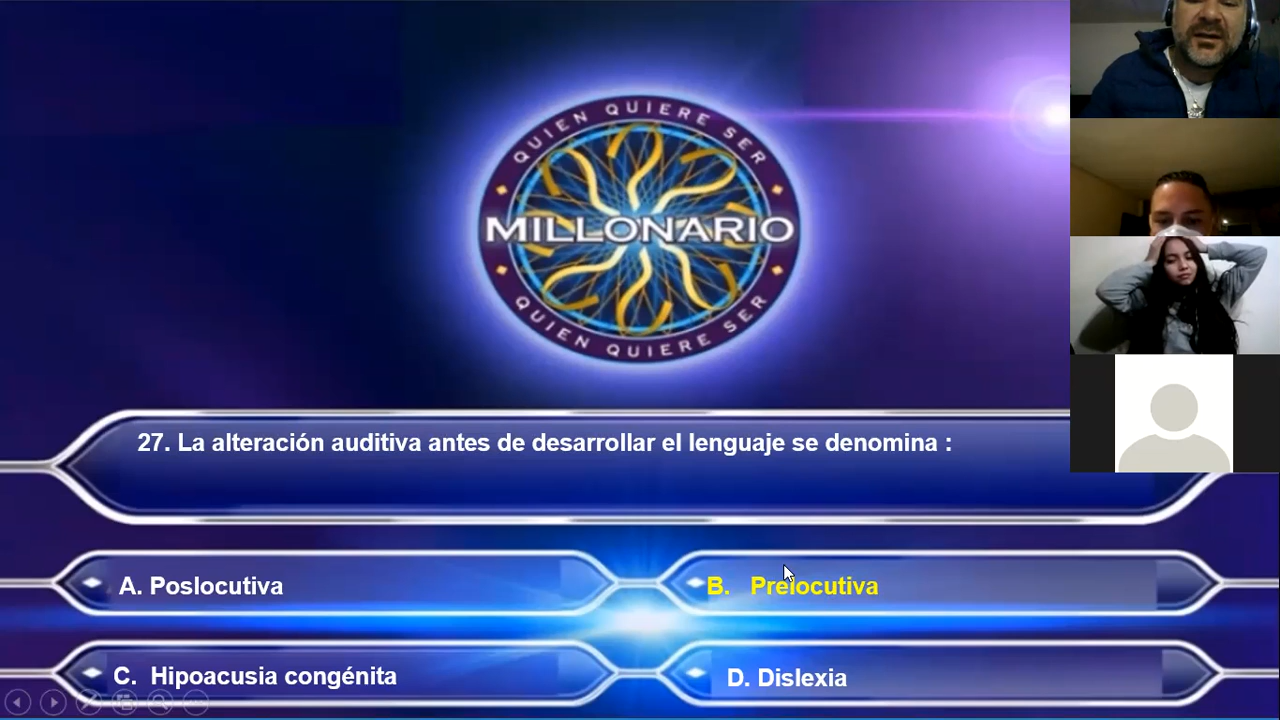 QUIEN QUIERE SER
MILLONARIO
QUIEN QUIERE SER
27. La alteración auditiva antes de desarrollar el lenguaje se denomina :
A. Poslocutiva
B. Prelocutiva
C. Hipoacusia congénita
D. Dislexia